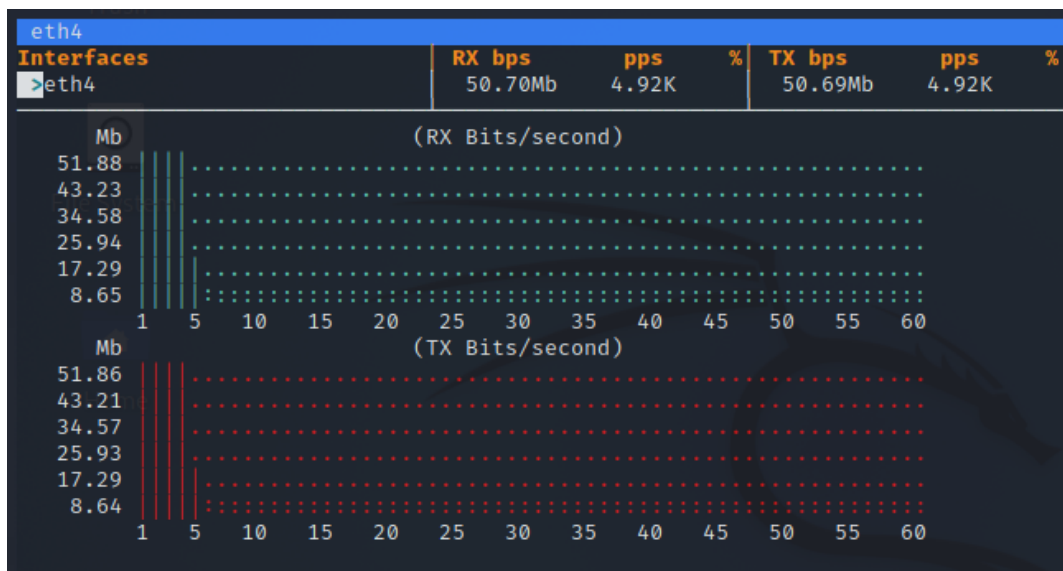 eth4
Interfaces RX bps pps % TX bps pps %
>eth4 50.70Mb 4.92K 50.69Mb 4.92K
Mb (RX Bits/second)
51.88
43.23
34.58
25.94
17.29
8.65
1 5 10 15 20 25 30 35 40 45 50 55 60
Mb (TX Bits/second)
51.86
43.21
34.57
25.93
17.29
8.64
1 5 10 15 20 25 30 35 40 45 50 55 60